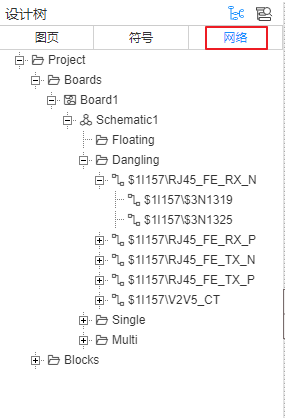 设计树
图页 符号 网络
Project
Boards
Board1
Schematic1
Floating
Dangling
$1I157\RJ45_FE_RX_N
$1I157\$3N1319
$1I157\$3N1325
$1I157\RJ45_FE_RX_P
$1I157\RJ45_FE_TX_N
$1I157\RJ45_FE_TX_P
$1I157\V2V5_CT
Single
Multi
Blocks